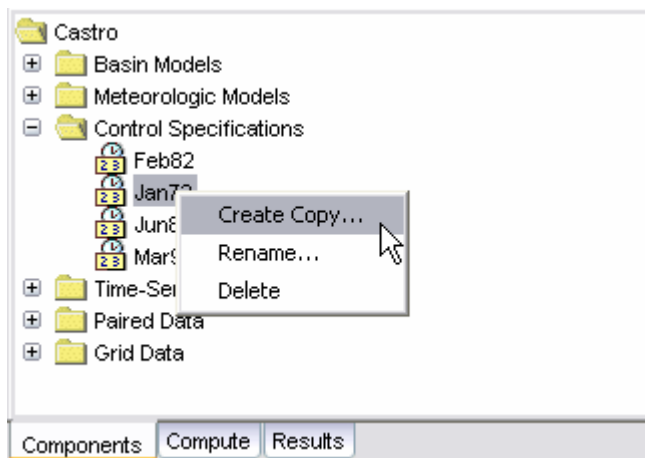 Castro
Basin Models
Meteorologic Models
Control Specifications
Feb82
Create Copy...
Rename...
Delete
Paired Data
Grid Data
Components Compute Results